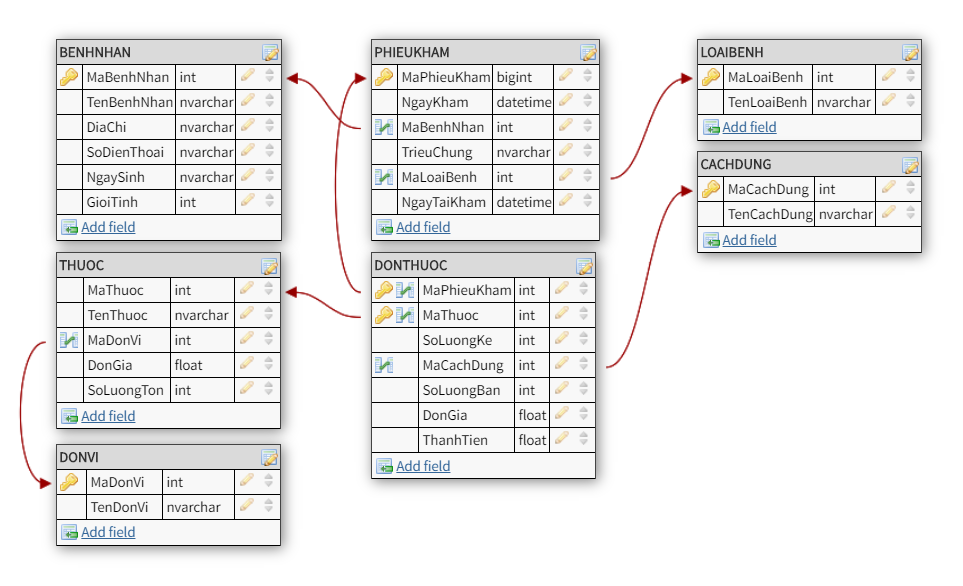 BENHNHAN
MaBenhNhan int
TenBenhNhan nvarchar
DiaChi nvarchar
SoDienThoai nvarchar
NgaySinh nvarchar
GioiTinh int
Add field
PHIEUKHAM
MaPhieuKham bigint
NgayKham datetime
MaBenhNhan int
TrieuChung nvarchar
MaLoaiBenh int
NgayTaiKham datetime
Add field
LOAIBENH
MaLoaiBenh int
TenLoaiBenh nvarchar
Add field
CACHDUNG
MaCachDung int
TenCachDung nvarchar
Add field
THUOC
MaThuoc int
TenThuoc nvarchar
MaDonVi int
DonGia float
SoLuongTon int
Add field
DONTHUOC
MaPhieuKham int
MaThuoc int
SoLuongKe int
MaCachDung int
SoLuongBan int
DonGia float
ThanhTien float
Add field
DONVI
MaDonVi int
TenDonVi nvarchar
Add field